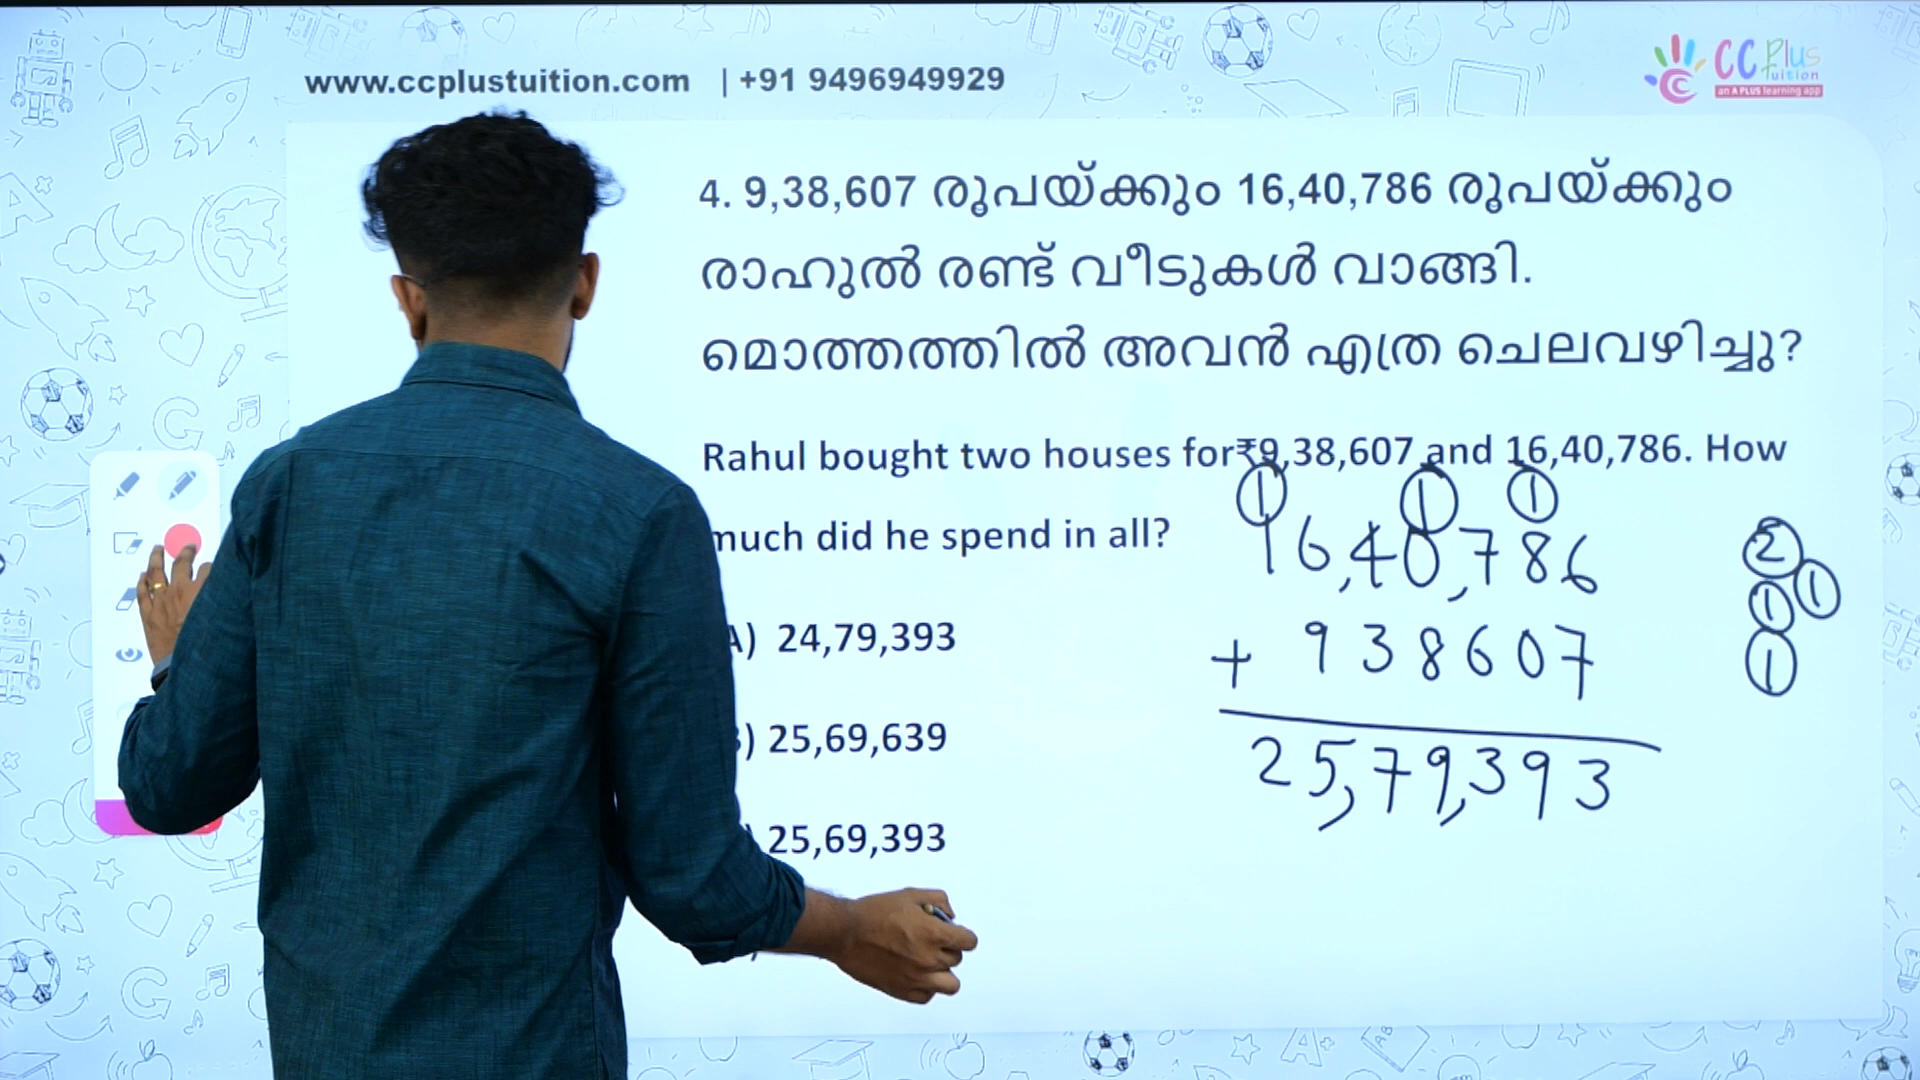 www.ccplustuition.com | +91 9496949929
CC Plus
Tuition
an A PLUS learning app
4. 9,38,607 രൂപയ്ക്കും 16,40,786 രൂപയ്ക്കും
രാഹുൽ രണ്ട് വീടുകൾ വാങ്ങി.
മൊത്തത്തിൽ അവൻ എത്ര ചെലവഴിച്ചു?
Rahul bought two houses for₹9,38,607 and 16,40,786. How
much did he spend in all?
A) 24,79,393
) 25,69,639
) 25,69,393
1 1 1
16,40,786
+ 938607
25,79,393
2
1 1
1